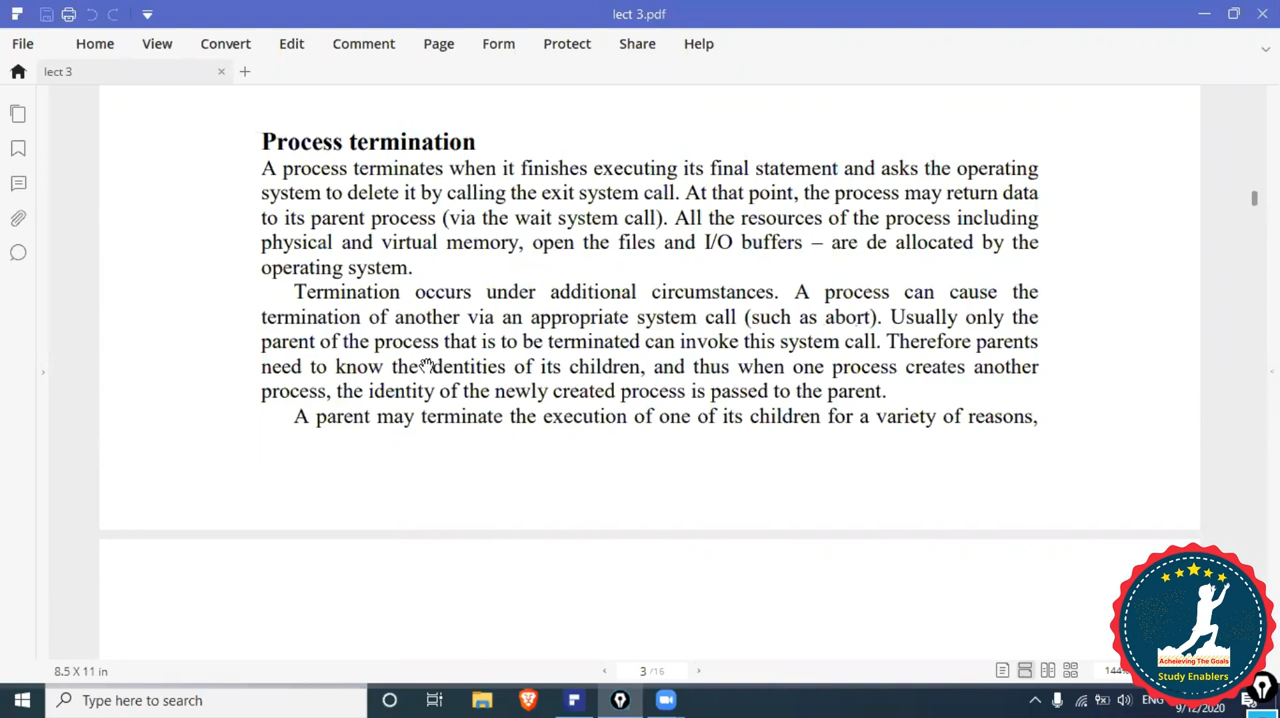 lect 3.pdf
File Home View Convert Edit Comment Page Form Protect Share Help
lect 3
Process termination
A process terminates when it finishes executing its final statement and asks the operating
system to delete it by calling the exit system call. At that point, the process may return data
to its parent process (via the wait system call). All the resources of the process including
physical and virtual memory, open the files and I/O buffers – are de allocated by the
operating system.
Termination occurs under additional circumstances. A process can cause the
termination of another via an appropriate system call (such as abort). Usually only the
parent of the process that is to be terminated can invoke this system call. Therefore parents
need to know the identities of its children, and thus when one process creates another
process, the identity of the newly created process is passed to the parent.
A parent may terminate the execution of one of its children for a variety of reasons,
Acheieving The Goals
Study Enablers
8.5 X 11 in 3 /16 144%
Type here to search ENG
9/12/2020